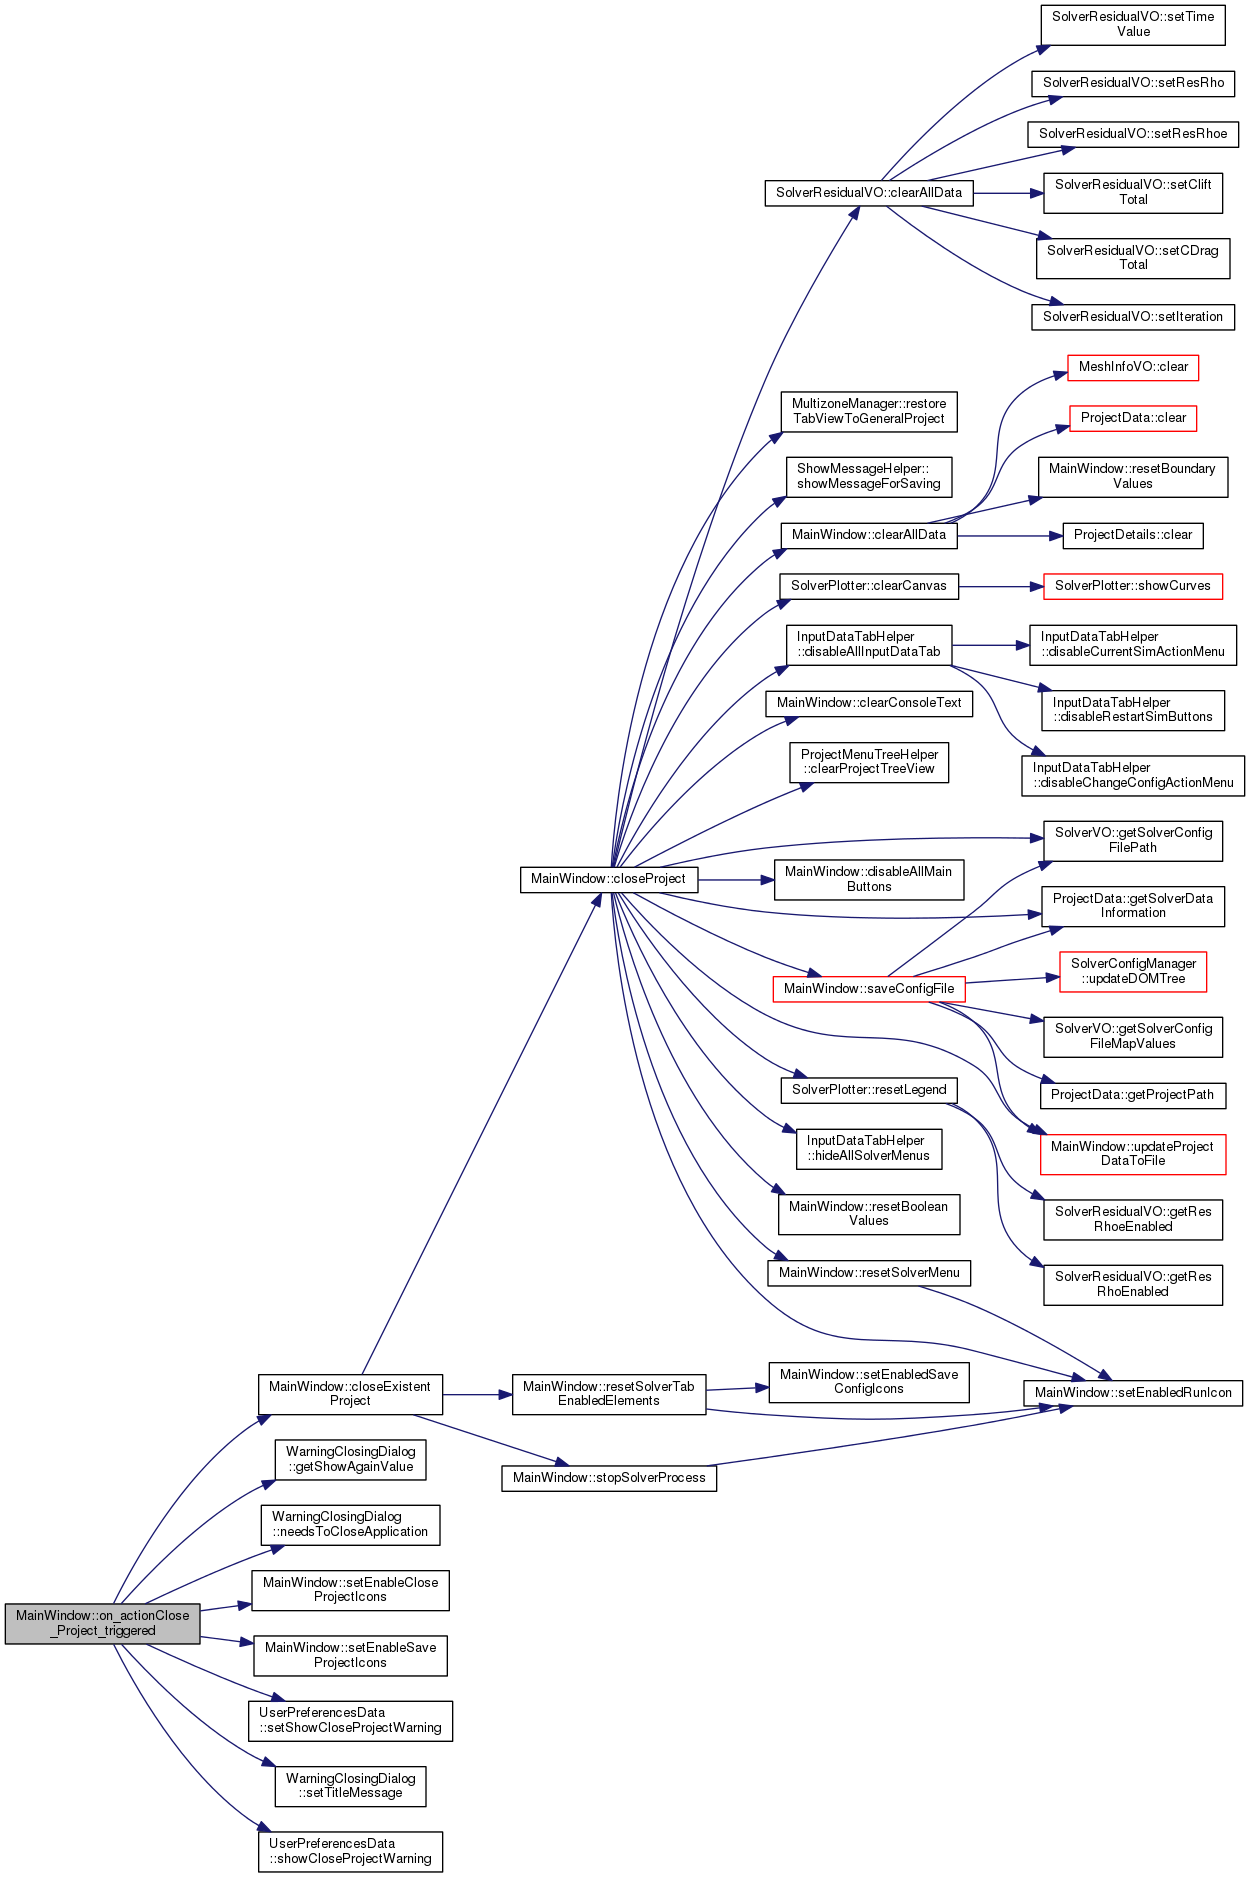 SolverResidualVO::setTime
Value
SolverResidualVO::setResRho
SolverResidualVO::setResRhoe
SolverResidualVO::clearAllData
SolverResidualVO::setClift
Total
SolverResidualVO::setCDrag
Total
SolverResidualVO::setIteration
MeshInfoVO::clear
MultizoneManager::restore
TabViewToGeneralProject
ProjectData::clear
ShowMessageHelper::
showMessageForSaving
MainWindow::resetBoundary
Values
MainWindow::clearAllData
ProjectDetails::clear
SolverPlotter::clearCanvas
SolverPlotter::showCurves
InputDataTabHelper
::disableAllInputDataTab
InputDataTabHelper
::disableCurrentSimActionMenu
MainWindow::clearConsoleText
InputDataTabHelper
::disableRestartSimButtons
ProjectMenuTreeHelper
::clearProjectTreeView
InputDataTabHelper
::disableChangeConfigActionMenu
SolverVO::getSolverConfig
FilePath
MainWindow::closeProject
MainWindow::disableAllMain
Buttons
ProjectData::getSolverData
Information
MainWindow::saveConfigFile
SolverConfigManager
::updateDOMTree
SolverVO::getSolverConfig
FileMapValues
SolverPlotter::resetLegend
ProjectData::getProjectPath
InputDataTabHelper
::hideAllSolverMenus
MainWindow::updateProject
DataToFile
MainWindow::resetBoolean
Values
SolverResidualVO::getRes
RhoeEnabled
MainWindow::resetSolverMenu
SolverResidualVO::getRes
RhoEnabled
MainWindow::closeExistent
Project
MainWindow::resetSolverTab
EnabledElements
MainWindow::setEnabledSave
ConfigIcons
MainWindow::setEnabledRunIcon
WarningClosingDialog
::getShowAgainValue
MainWindow::stopSolverProcess
WarningClosingDialog
::needsToCloseApplication
MainWindow::setEnableClose
ProjectIcons
MainWindow::on_actionClose
_Project_triggered
MainWindow::setEnableSave
ProjectIcons
UserPreferencesData
::setShowCloseProjectWarning
WarningClosingDialog
::setTitleMessage
UserPreferencesData
::showCloseProjectWarning